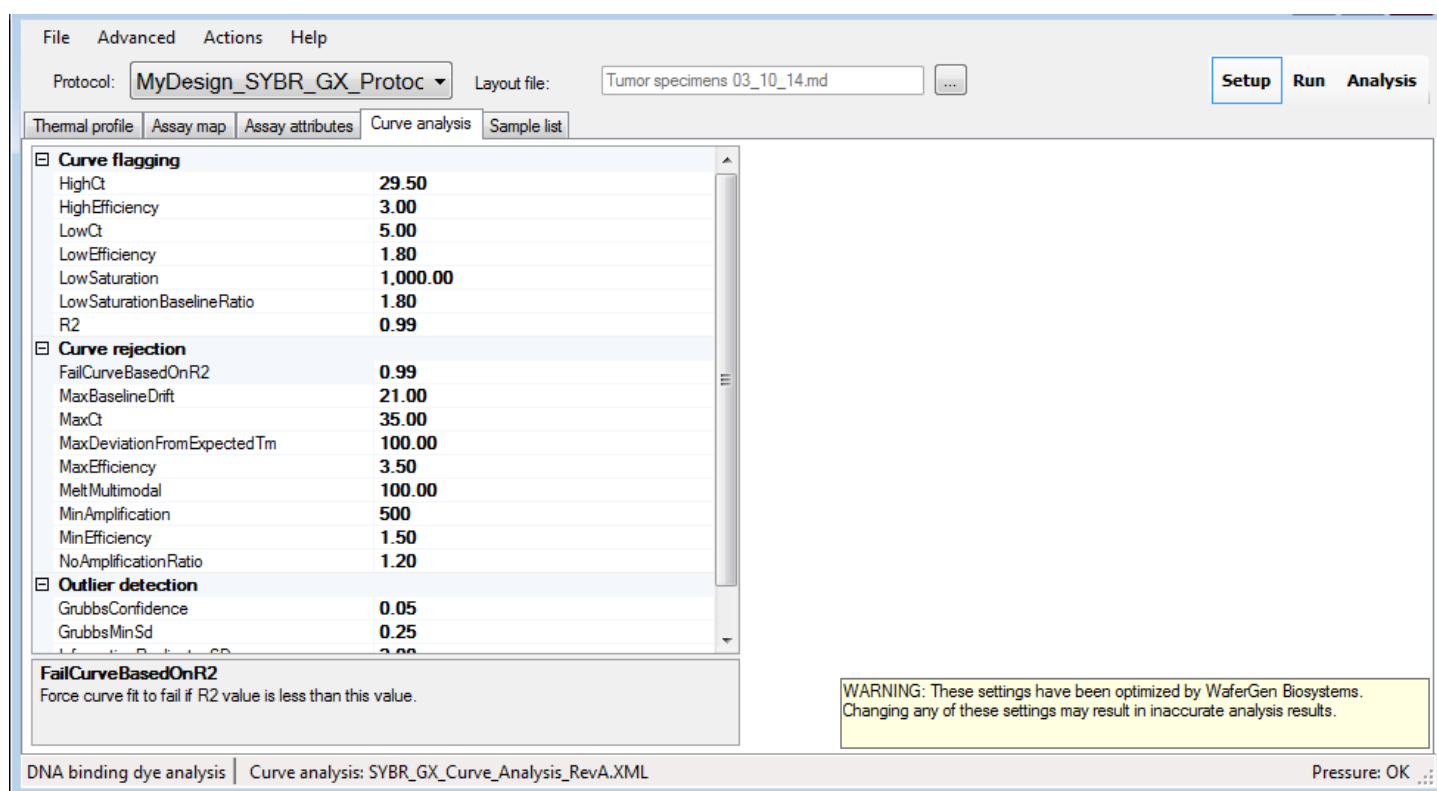 File Advanced Actions Help
Protocol: MyDesign_SYBR_GX_Protoc Layout file: Tumor specimens 03_10_14.md ... Setup Run Analysis
Thermal profile Assay map Assay attributes Curve analysis Sample list
Curve flagging
HighCt 29.50
HighEfficiency 3.00
LowCt 5.00
LowEfficiency 1.80
LowSaturation 1,000.00
LowSaturationBaselineRatio 1.80
R2 0.99
Curve rejection
FailCurveBasedOnR2 0.99
MaxBaselineDrift 21.00
MaxCt 35.00
MaxDeviationFromExpectedTm 100.00
MaxEfficiency 3.50
MeltMultimodal 100.00
MinAmplification 500
MinEfficiency 1.50
NoAmplificationRatio 1.20
Outlier detection
GrubbsConfidence 0.05
GrubbsMinSd 0.25
FailCurveBasedOnR2
Force curve fit to fail if R2 value is less than this value.
WARNING: These settings have been optimized by WaferGen Biosystems.
Changing any of these settings may result in inaccurate analysis results.
DNA binding dye analysis Curve analysis: SYBR_GX_Curve_Analysis_RevA.XML Pressure: OK